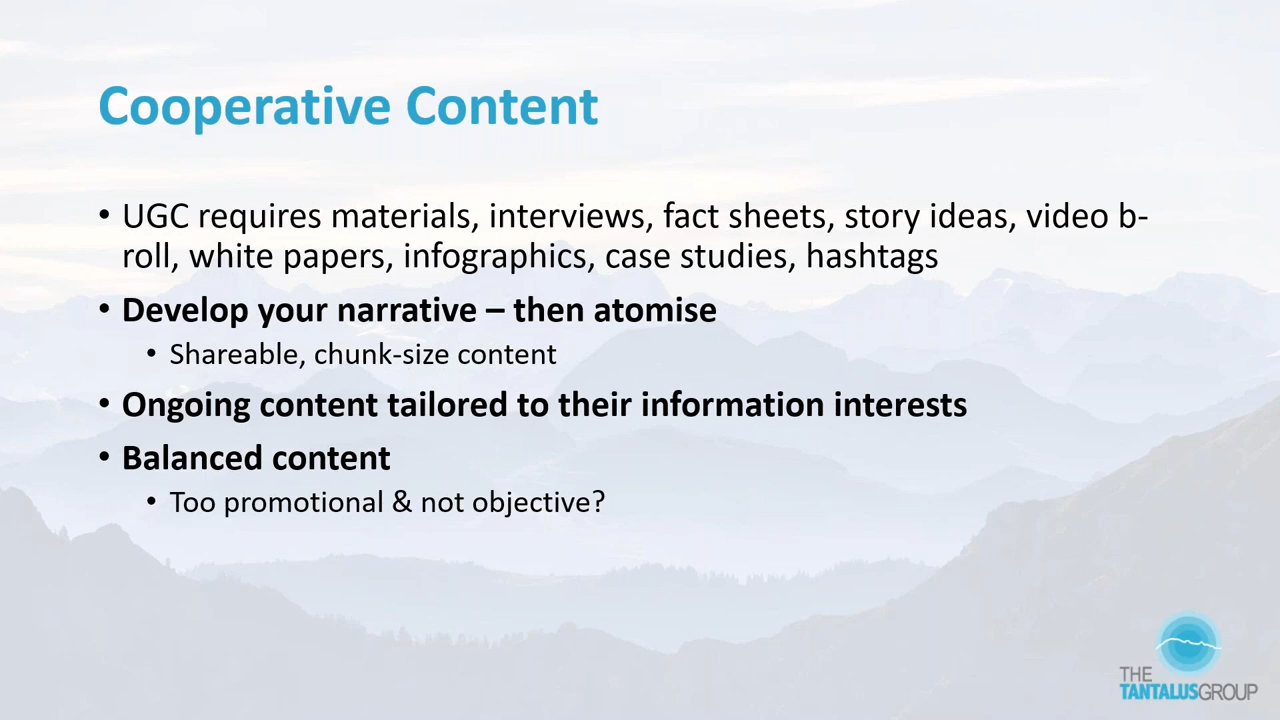 Cooperative Content
• UGC requires materials, interviews, fact sheets, story ideas, video b-
roll, white papers, infographics, case studies, hashtags
• Develop your narrative – then atomise
• Shareable, chunk-size content
• Ongoing content tailored to their information interests
• Balanced content
• Too promotional & not objective?
THE
TANTALUSGROUP